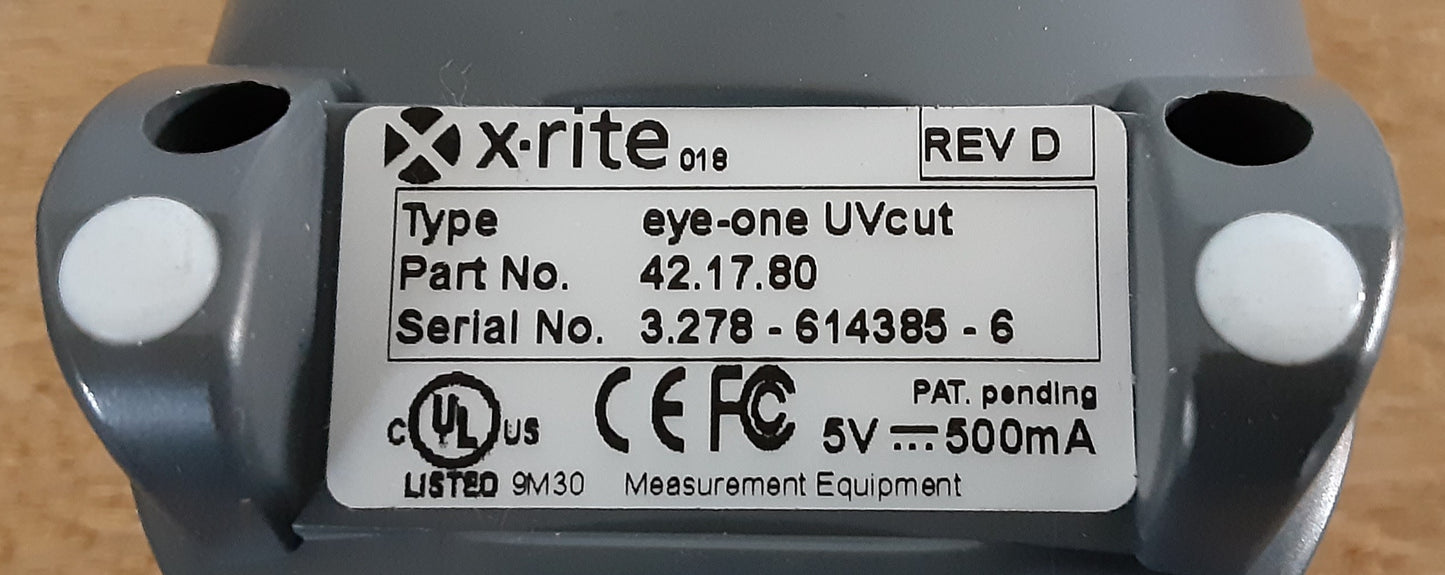 x·rite 018 REV D
Type eye-one UVcut
Part No. 42.17.80
Serial No. 3.278 - 614385 - 6
PAT. pending
C UL US CE FC 5V ⎓ 500mA
LISTED 9M30 Measurement Equipment